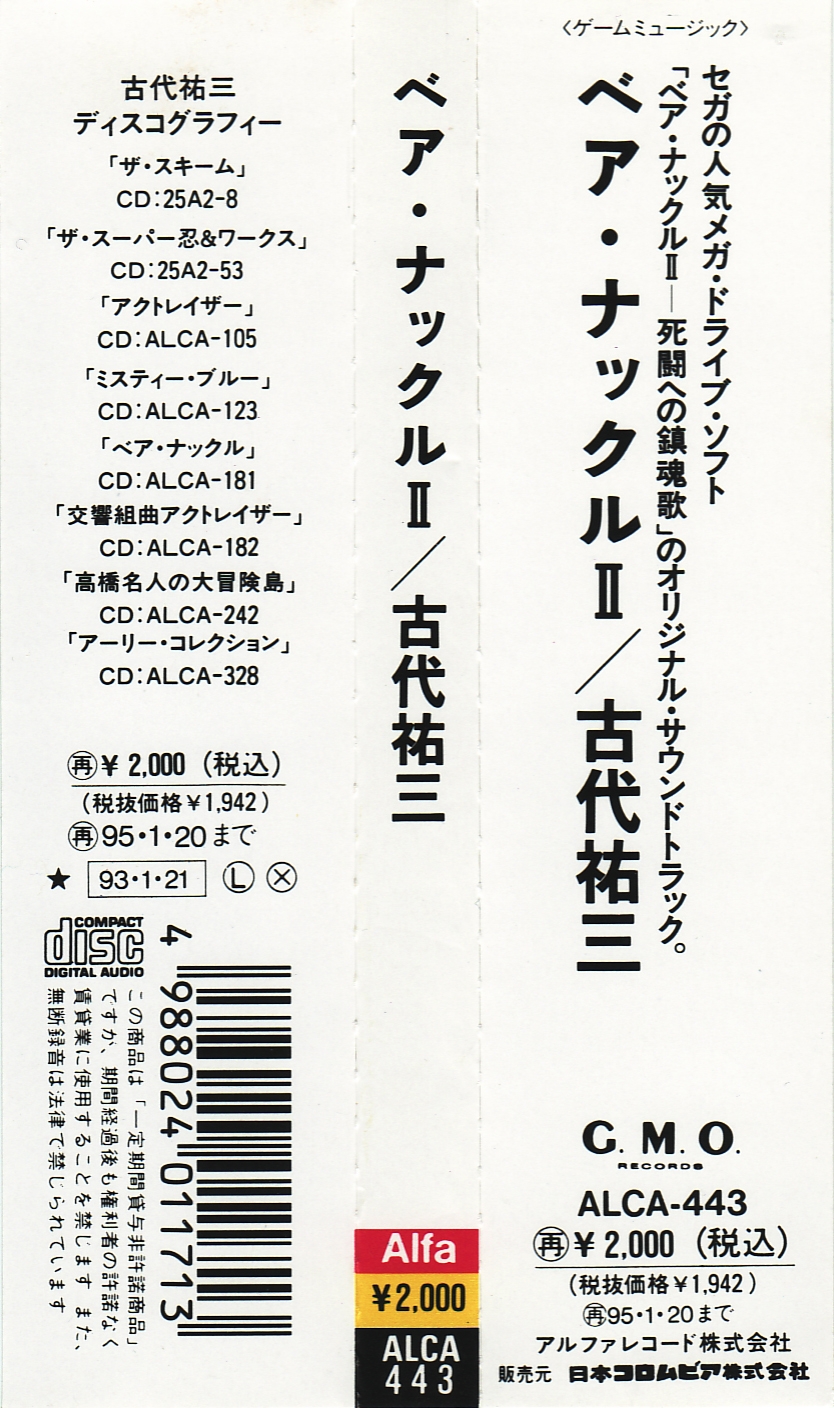 〈ゲームミュージック〉
セガの人気メガ・ドライブ・ソフト
「ベア・ナックルⅡ─死闘への鎮魂歌」のオリジナル・サウンドトラック。
ベア・ナックルⅡ／古代祐三
G. M. O.
RECORDS
ALCA-443
再¥2,000（税込）
（税抜価格¥1,942）
再95・1・20まで
アルファレコード株式会社
販売元 日本コロムビア株式会社
ベア・ナックルⅡ／古代祐三
Alfa
¥2,000
ALCA
443
古代祐三
ディスコグラフィー
「ザ・スキーム」
CD:25A2-8
「ザ・スーパー忍&ワークス」
CD:25A2-53
「アクトレイザー」
CD:ALCA-105
「ミスティー・ブルー」
CD:ALCA-123
「ベア・ナックル」
CD:ALCA-181
「交響組曲アクトレイザー」
CD:ALCA-182
「高橋名人の大冒険島」
CD:ALCA-242
「アーリー・コレクション」
CD:ALCA-328
再¥2,000（税込）
（税抜価格¥1,942）
再95・1・20まで
★ 93・1・21 Ⓛ ⓧ
COMPACT
disc
DIGITAL AUDIO
4 988024 011713
この商品は「一定期間貸与非許諾商品」
ですが、期間経過後も権利者の許諾なく
賃貸業に使用することを禁じます また、
無断録音は法律で禁じられています